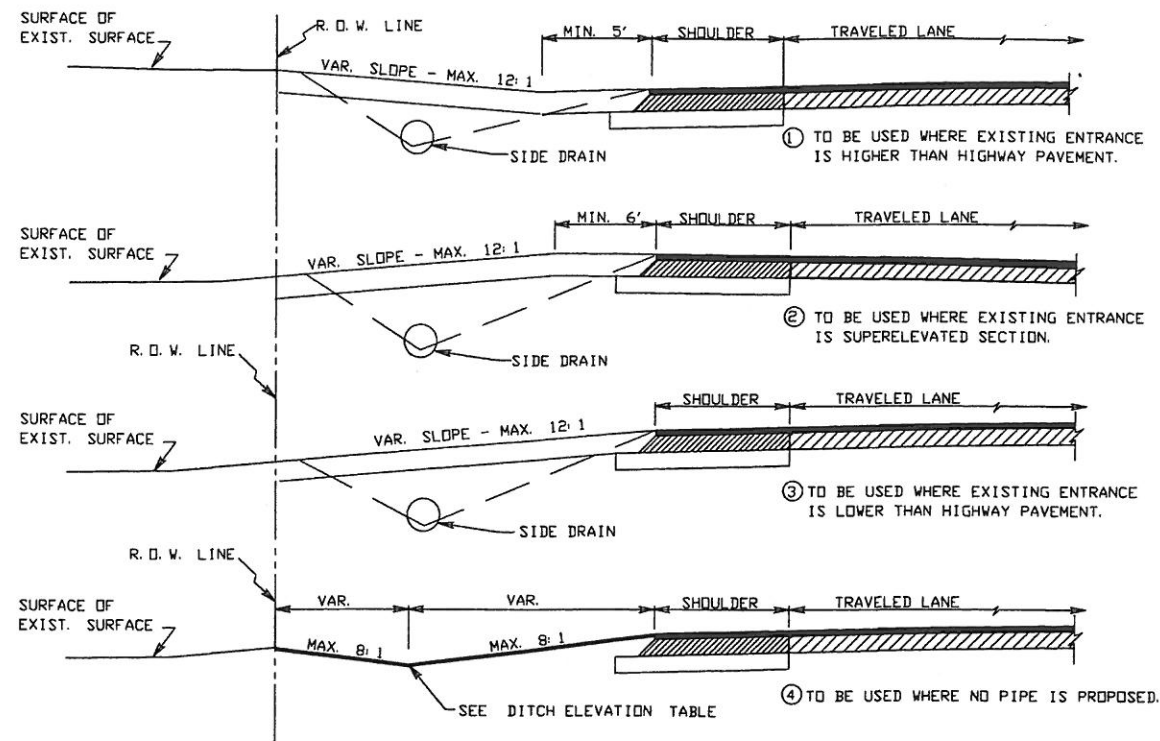 SURFACE OF
EXIST. SURFACE
R.O.W. LINE
MIN. 5'
SHOULDER
TRAVELED LANE
VAR. SLOPE - MAX. 12:1
SIDE DRAIN
1 TO BE USED WHERE EXISTING ENTRANCE
IS HIGHER THAN HIGHWAY PAVEMENT.
SURFACE OF
EXIST. SURFACE
MIN. 6'
SHOULDER
TRAVELED LANE
VAR. SLOPE - MAX. 12:1
SIDE DRAIN
2 TO BE USED WHERE EXISTING ENTRANCE
IS SUPERELEVATED SECTION.
R.O.W. LINE
SURFACE OF
EXIST. SURFACE
SHOULDER
TRAVELED LANE
VAR. SLOPE - MAX. 12:1
SIDE DRAIN
3 TO BE USED WHERE EXISTING ENTRANCE
IS LOWER THAN HIGHWAY PAVEMENT.
R.O.W. LINE
SURFACE OF
EXIST. SURFACE
VAR.
VAR.
SHOULDER
TRAVELED LANE
MAX. 8:1
MAX. 8:1
SEE DITCH ELEVATION TABLE
4 TO BE USED WHERE NO PIPE IS PROPOSED.